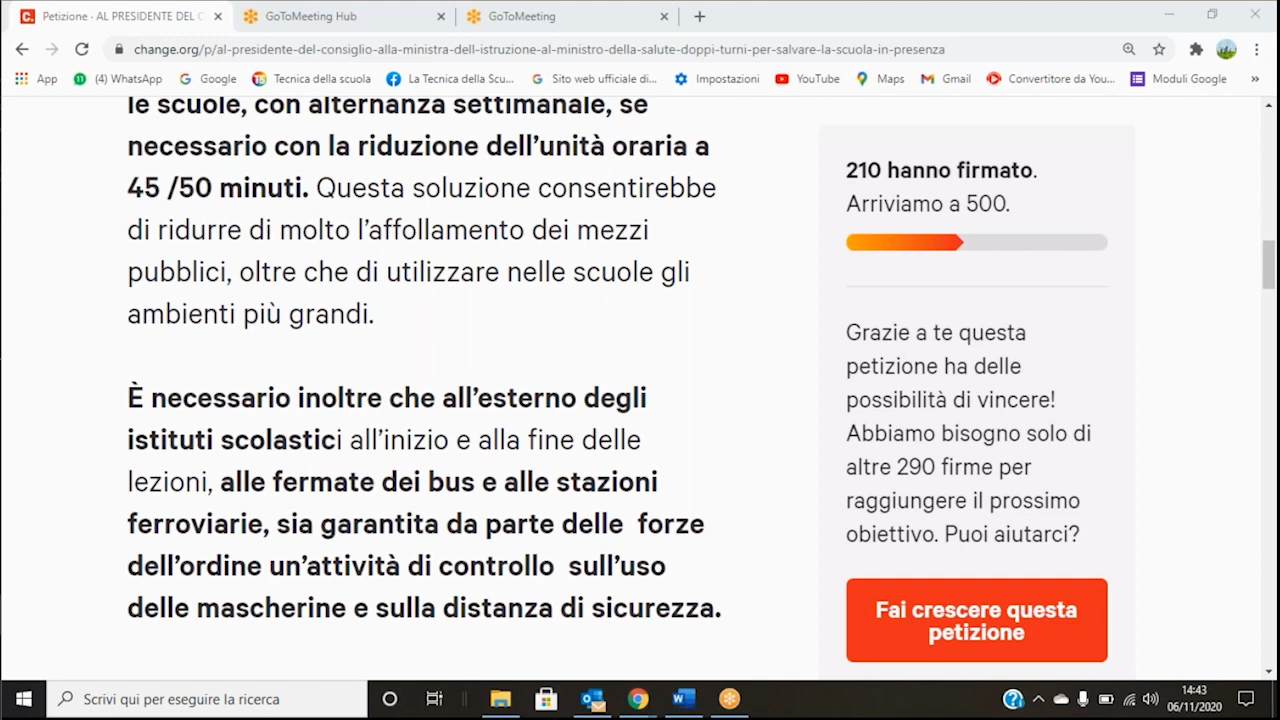 Petizione · AL PRESIDENTE DEL C
GoToMeeting Hub
GoToMeeting
change.org/p/al-presidente-del-consiglio-alla-ministra-dell-istruzione-al-ministro-della-salute-doppi-turni-per-salvare-la-scuola-in-presenza
App
(4) WhatsApp
Google
Tecnica della scuola
La Tecnica della Scu...
Sito web ufficiale di...
Impostazioni
YouTube
Maps
Gmail
Convertitore da You...
Moduli Google
»
le scuole, con alternanza settimanale, se
necessario con la riduzione dell’unità oraria a
45 /50 minuti. Questa soluzione consentirebbe
di ridurre di molto l’affollamento dei mezzi
pubblici, oltre che di utilizzare nelle scuole gli
ambienti più grandi.
È necessario inoltre che all’esterno degli
istituti scolastici all’inizio e alla fine delle
lezioni, alle fermate dei bus e alle stazioni
ferroviarie, sia garantita da parte delle forze
dell’ordine un’attività di controllo sull’uso
delle mascherine e sulla distanza di sicurezza.
210 hanno firmato.
Arriviamo a 500.
Grazie a te questa
petizione ha delle
possibilità di vincere!
Abbiamo bisogno solo di
altre 290 firme per
raggiungere il prossimo
obiettivo. Puoi aiutarci?
Fai crescere questa
petizione
Scrivi qui per eseguire la ricerca
14:43
06/11/2020